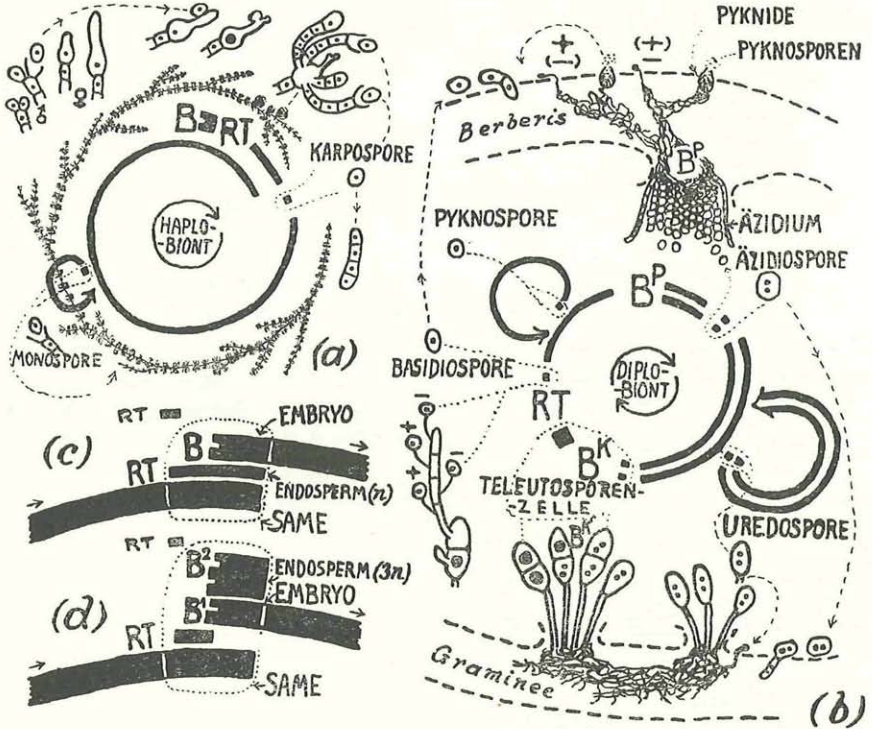 ♂
♀
B RT
KARPOSPORE
HAPLO-
-BIONT
MONOSPORE
(a)
PYKNIDE
PYKNOSPOREN
+
(−)
(+)
−
Berberis
B^P
ÄZIDIUM
ÄZIDIOSPORE
PYKNOSPORE
B^P
BASIDIOSPORE
DIPLO-
BIONT
RT
B^K
TELEUTOSPOREN-
-ZELLE
B^K
UREDOSPORE
−
+
+
−
Graminee
(b)
RT
EMBRYO
(c)
B
RT
ENDOSPERM(n)
SAME
RT
B²
ENDOSPERM(3n)
EMBRYO
(d)
B¹
RT
SAME